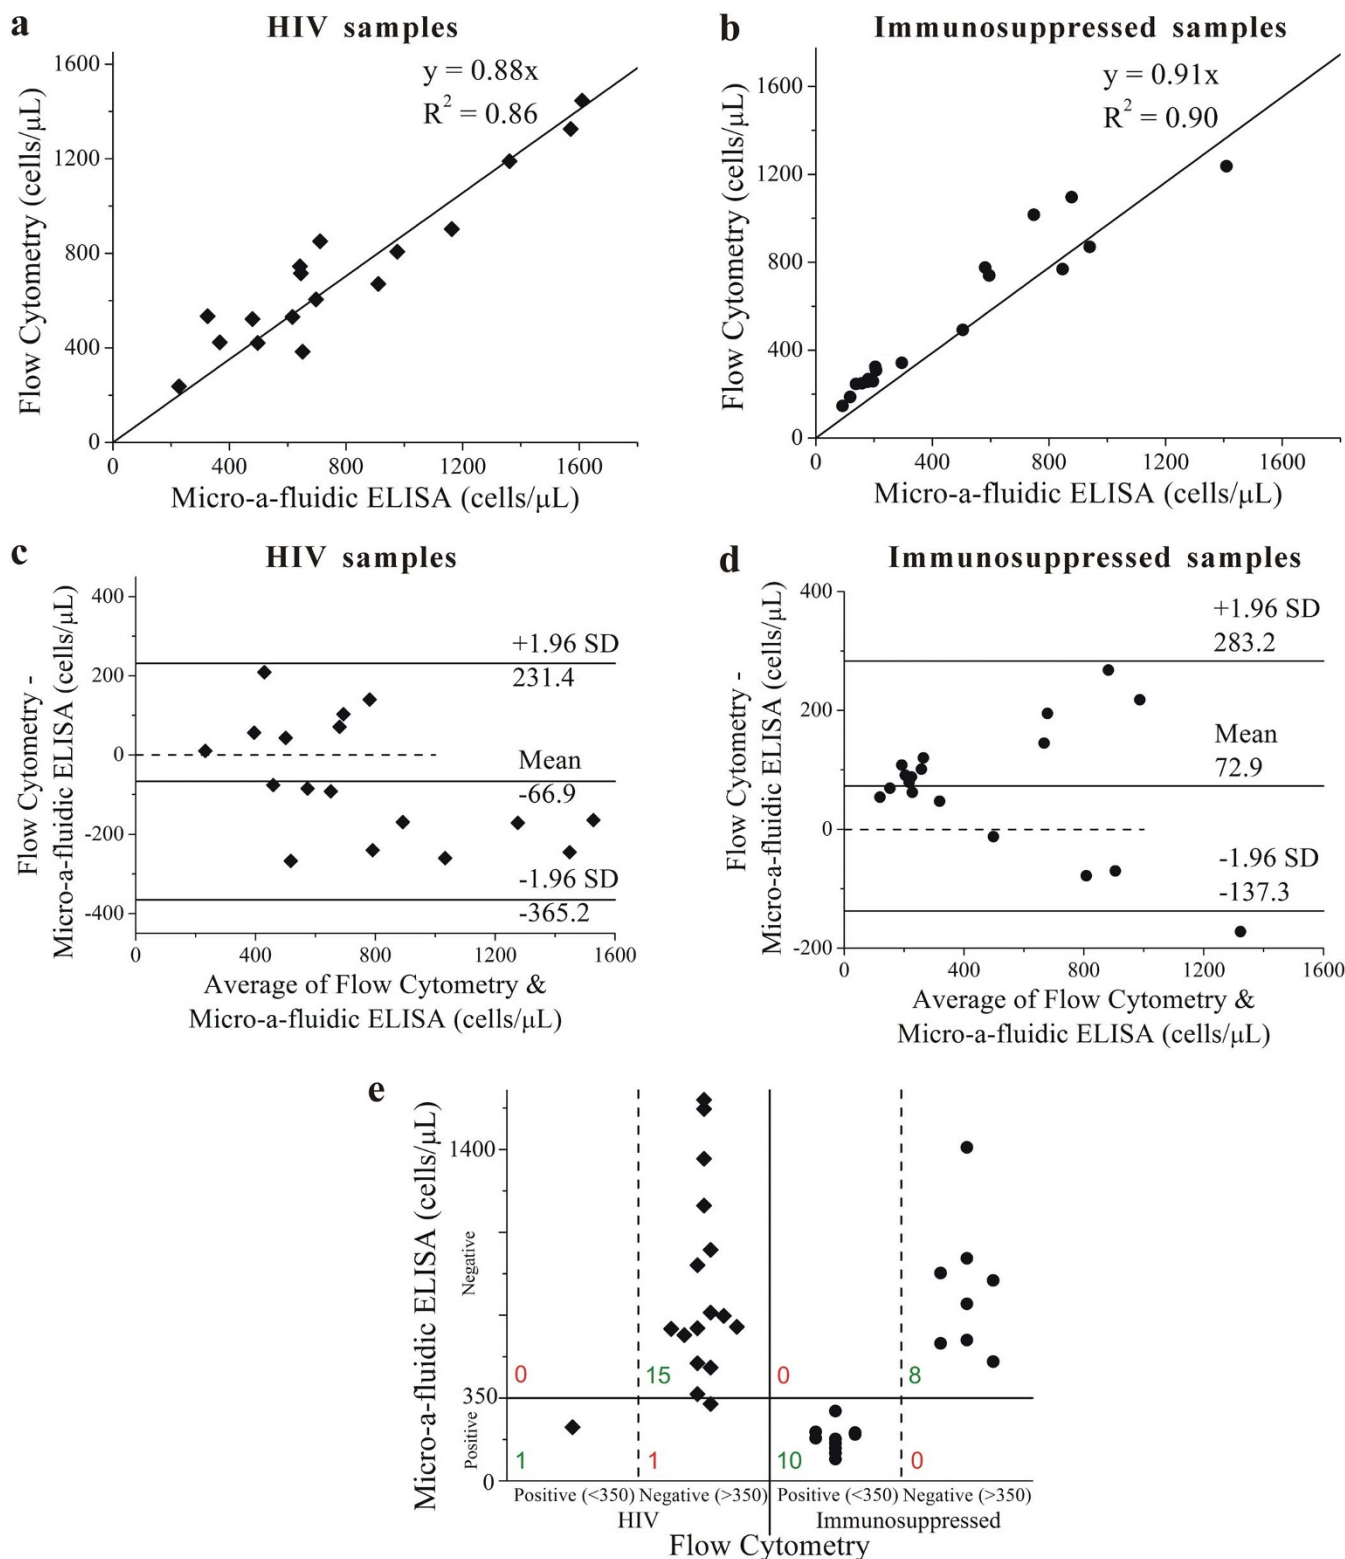 a
HIV samples
y = 0.88x
R² = 0.86
1600
1200
800
400
0
Flow Cytometry (cells/μL)
0 400 800 1200 1600
Micro-a-fluidic ELISA (cells/μL)
b
Immunosuppressed samples
y = 0.91x
R² = 0.90
1600
1200
800
400
0
Flow Cytometry (cells/μL)
0 400 800 1200 1600
Micro-a-fluidic ELISA (cells/μL)
c
HIV samples
400
200
0
-200
-400
Flow Cytometry -
Micro-a-fluidic ELISA (cells/μL)
+1.96 SD
231.4
Mean
-66.9
-1.96 SD
-365.2
0 400 800 1200 1600
Average of Flow Cytometry &
Micro-a-fluidic ELISA (cells/μL)
d
Immunosuppressed samples
400
200
0
-200
Flow Cytometry -
Micro-a-fluidic ELISA (cells/μL)
+1.96 SD
283.2
Mean
72.9
-1.96 SD
-137.3
0 400 800 1200 1600
Average of Flow Cytometry &
Micro-a-fluidic ELISA (cells/μL)
e
Micro-a-fluidic ELISA (cells/μL)
1400
350
0
Negative
Positive
0 15 0 8
1 1 10 0
Positive (<350) Negative (>350) Positive (<350) Negative (>350)
HIV Immunosuppressed
Flow Cytometry